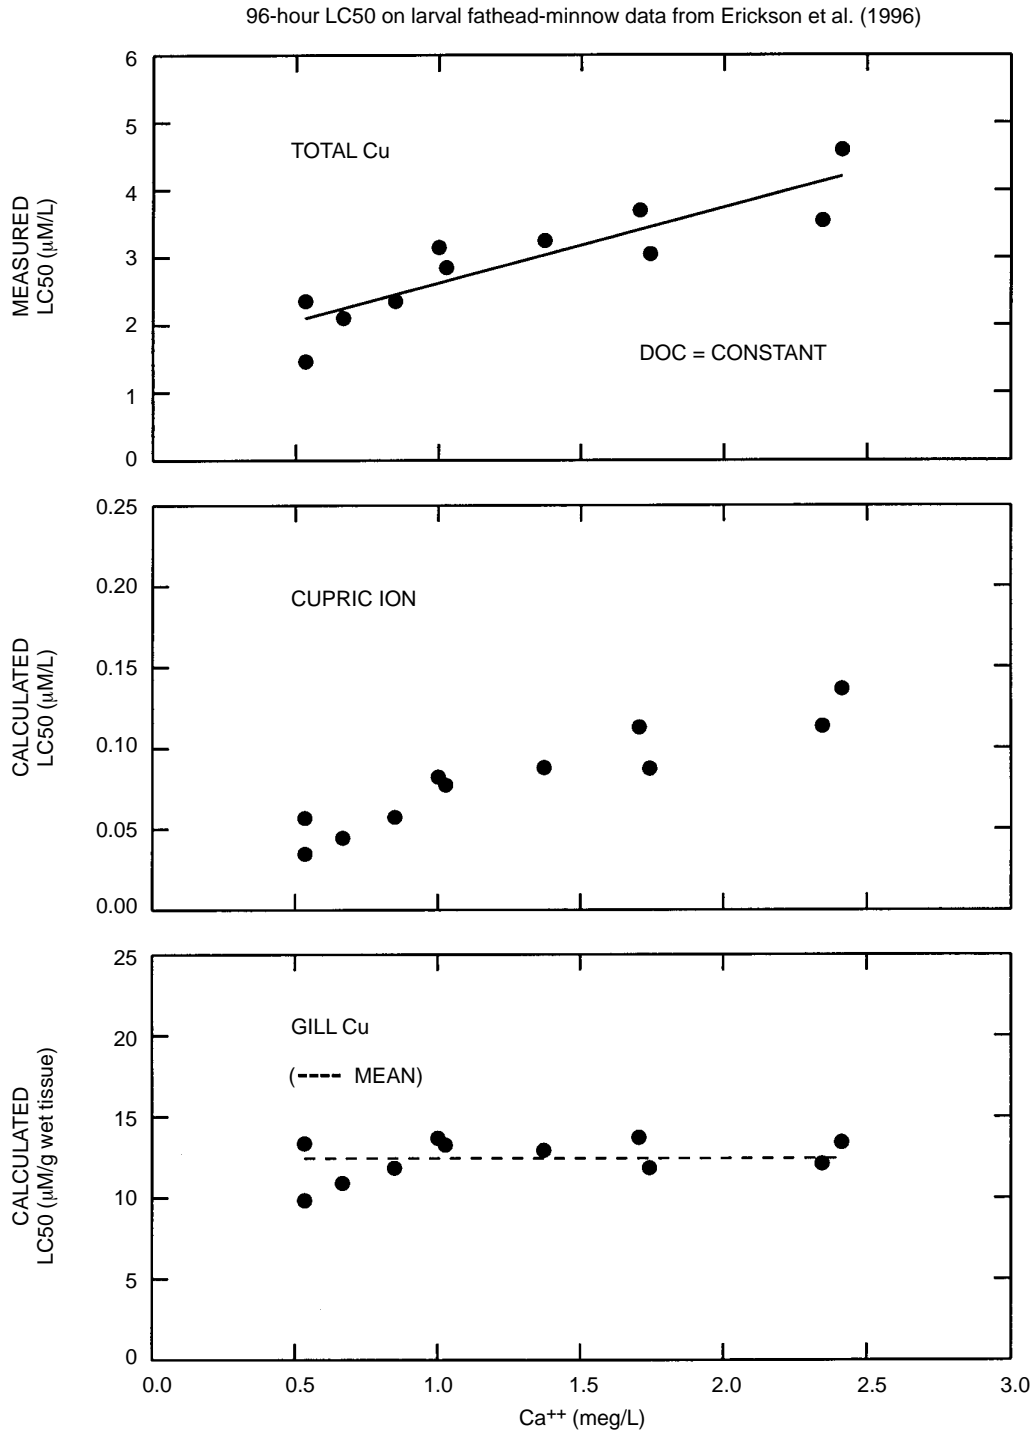 96-hour LC50 on larval fathead-minnow data from Erickson et al. (1996)
6
5
4
3
2
1
0
MEASURED
LC50 (µM/L)
TOTAL Cu
DOC = CONSTANT
0.25
0.20
0.15
0.10
0.05
0.00
CALCULATED
LC50 (µM/L)
CUPRIC ION
25
20
15
10
5
0
CALCULATED
LC50 (µM/g wet tissue)
GILL Cu
(---- MEAN)
0.0 0.5 1.0 1.5 2.0 2.5 3.0
Ca++ (meg/L)